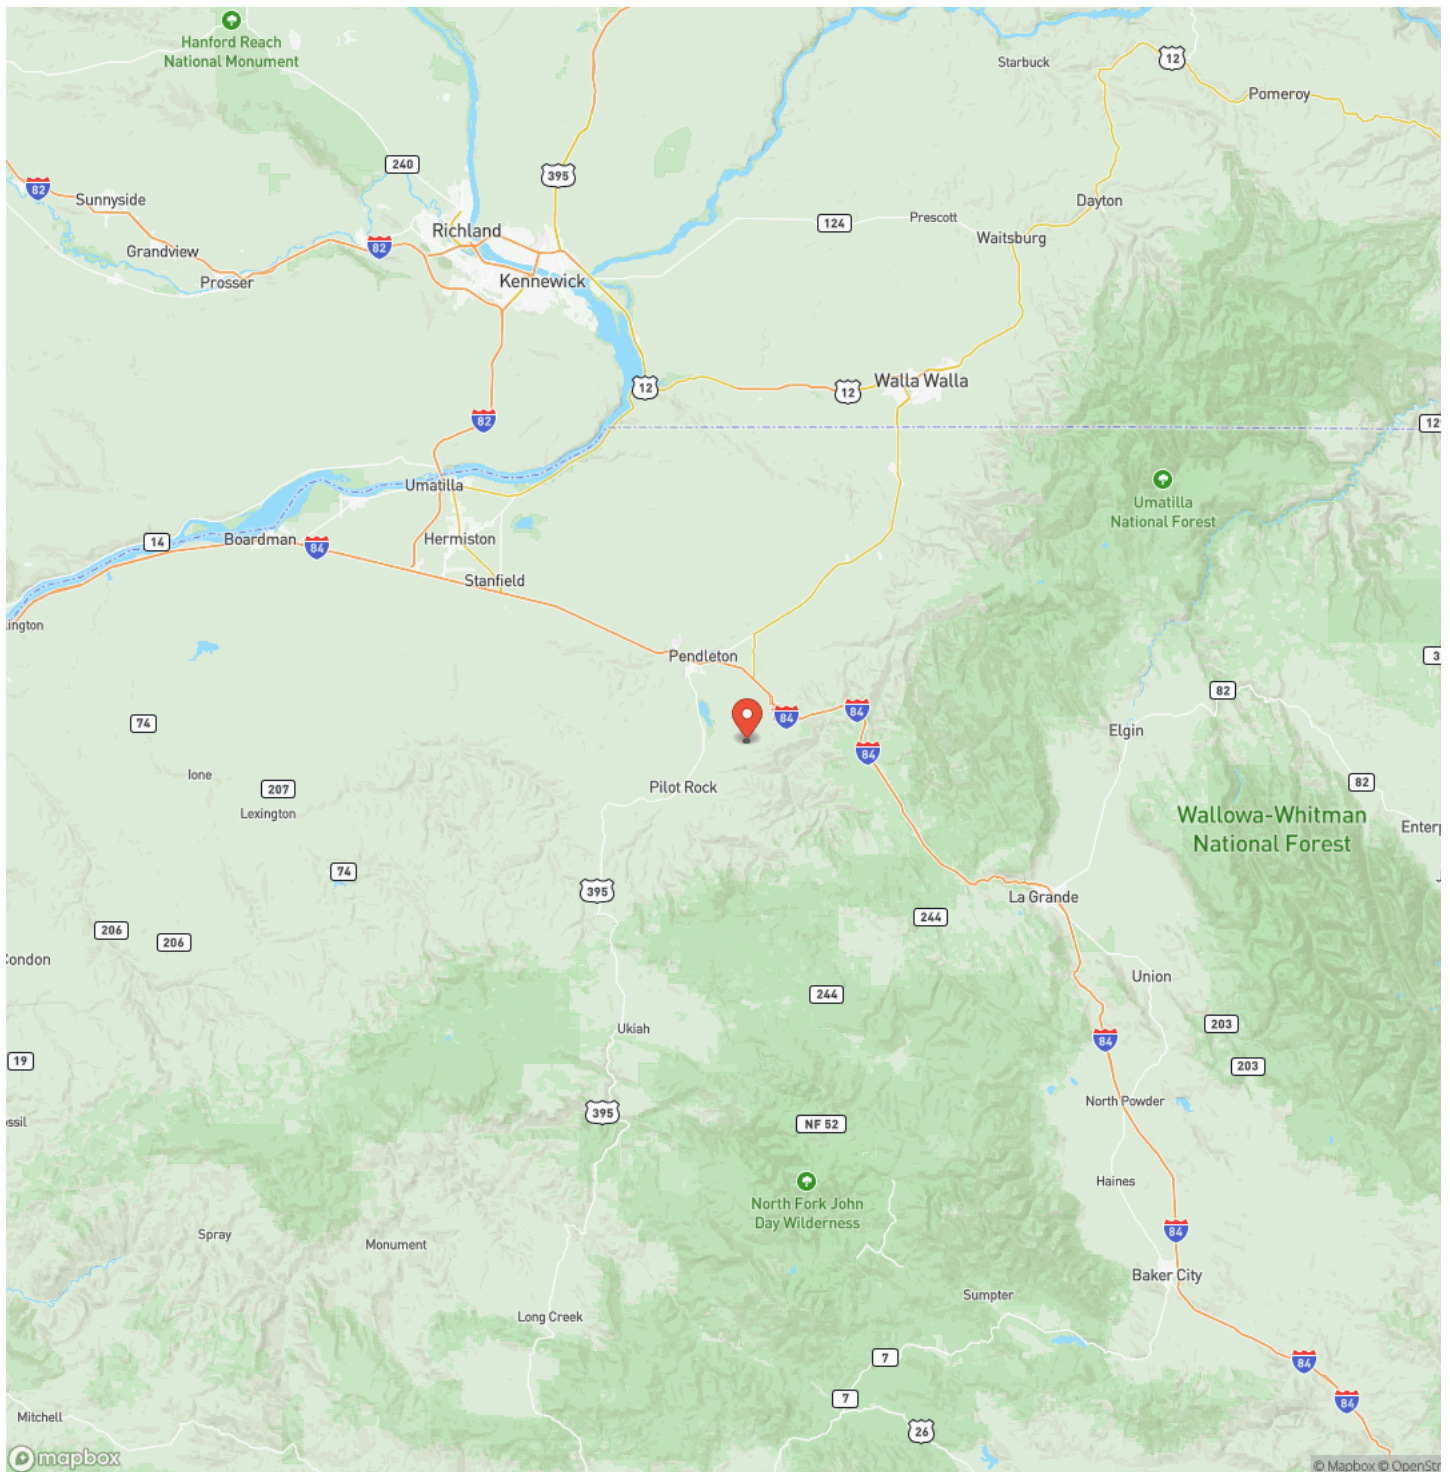 Hanford Reach
National Monument
Starbuck
12
Pomeroy
240
395
82
Sunnyside
Dayton
124
Prescott
Richland
82
Waitsburg
Grandview
Prosser
Kennewick
12
12
Walla Walla
82
Umatilla
Umatilla
National Forest
14
Boardman
84
Hermiston
Stanfield
Pendleton
82
74
84
84
84
Elgin
Ione
207
Pilot Rock
82
Lexington
Wallowa-Whitman
National Forest
74
395
La Grande
244
206
206
Union
244
203
Ukiah
84
19
203
395
North Powder
NF 52
Haines
North Fork John
Day Wilderness
84
Spray
Monument
Baker City
Sumpter
Long Creek
7
84
7
84
Mitchell
26
mapbox
© Mapbox © OpenStr